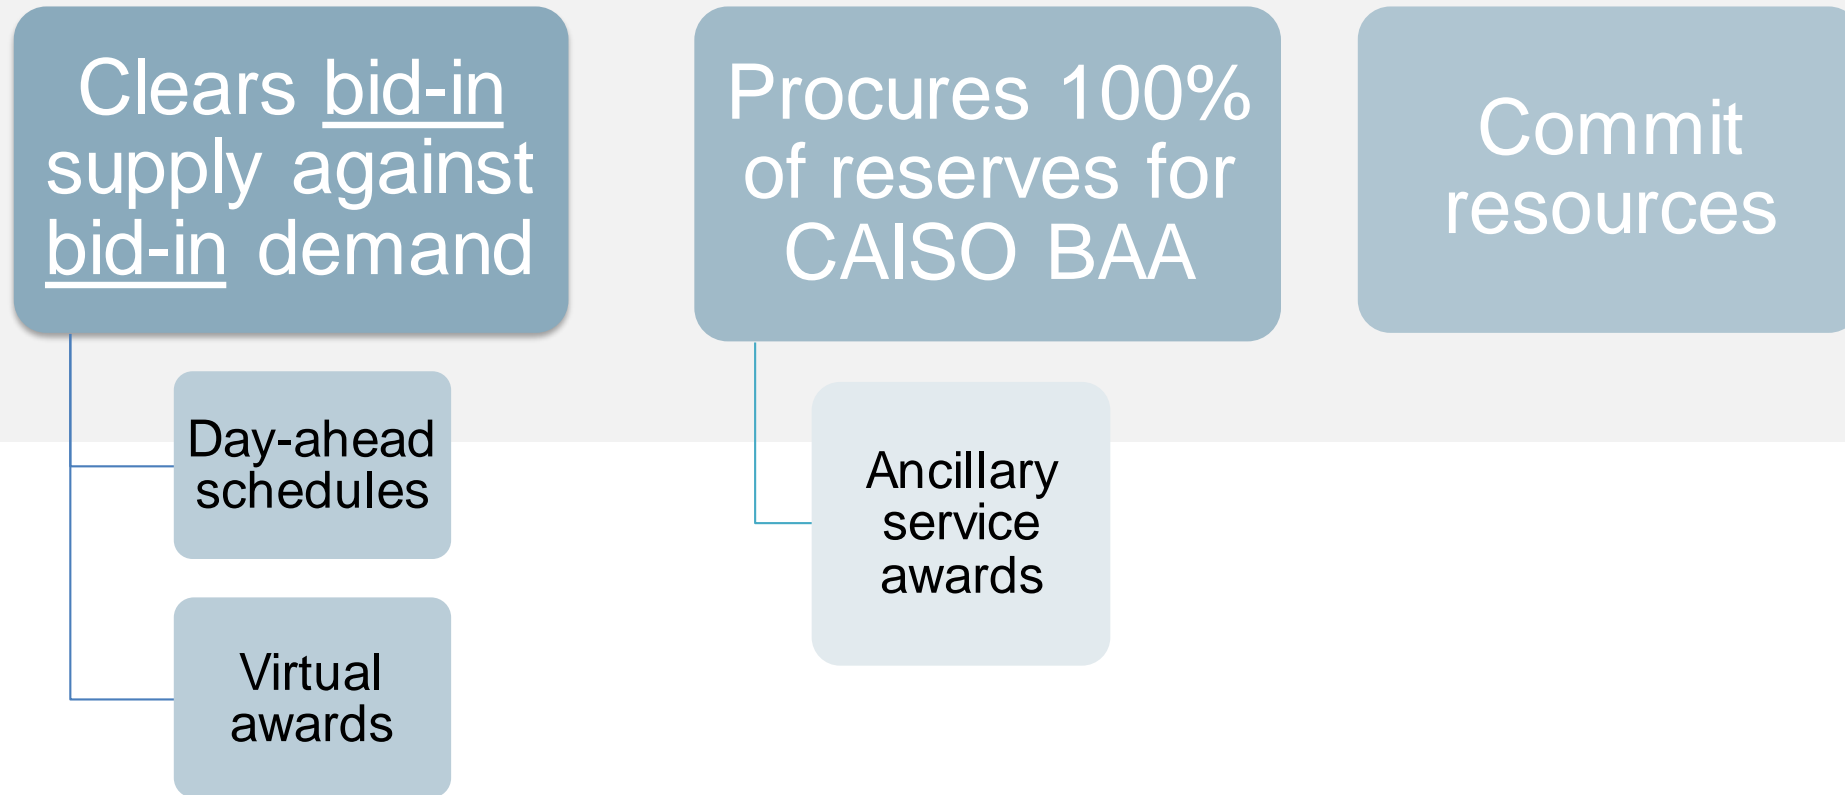 Clears bid-in
supply against
bid-in demand
Procures 100%
of reserves for
CAISO BAA
Commit
resources
Day-ahead
schedules
Virtual
awards
Ancillary
service
awards